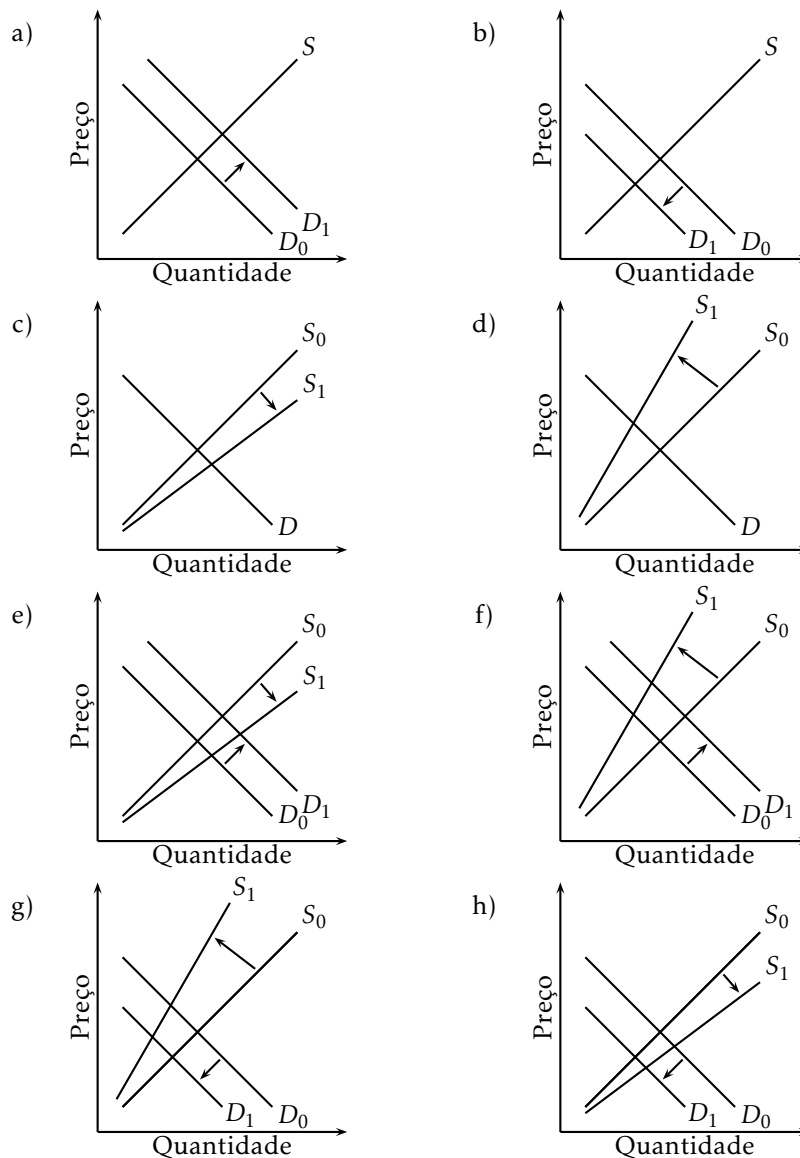 a)
Preço
Quantidade
S
D₁
D₀
b)
Preço
Quantidade
S
D₁
D₀
c)
Preço
Quantidade
S₀
S₁
D
d)
Preço
Quantidade
S₁
S₀
D
e)
Preço
Quantidade
S₀
S₁
D₀
D₁
f)
Preço
Quantidade
S₁
S₀
D₀
D₁
g)
Preço
Quantidade
S₁
S₀
D₁
D₀
h)
Preço
Quantidade
S₀
S₁
D₁
D₀